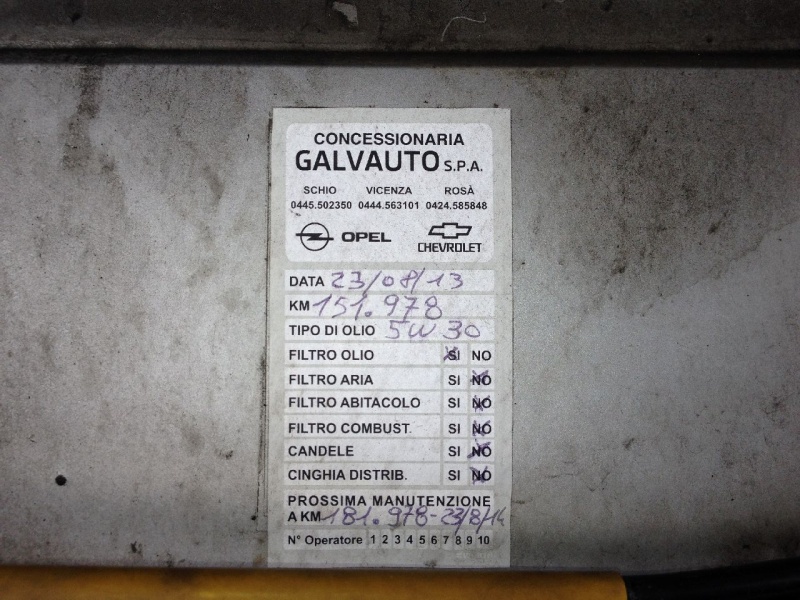 CONCESSIONARIA
GALVAUTO S.P.A.
SCHIO VICENZA ROSÀ
0445.502350 0444.563101 0424.585848
OPEL CHEVROLET
DATA 23/08/13
KM 151.978
TIPO DI OLIO 5W30
FILTRO OLIO SI NO
FILTRO ARIA SI NO
FILTRO ABITACOLO SI NO
FILTRO COMBUST. SI NO
CANDELE SI NO
CINGHIA DISTRIB. SI NO
PROSSIMA MANUTENZIONE
A KM 181.978-23/8/14
N° Operatore 1 2 3 4 5 6 7 8 9 10